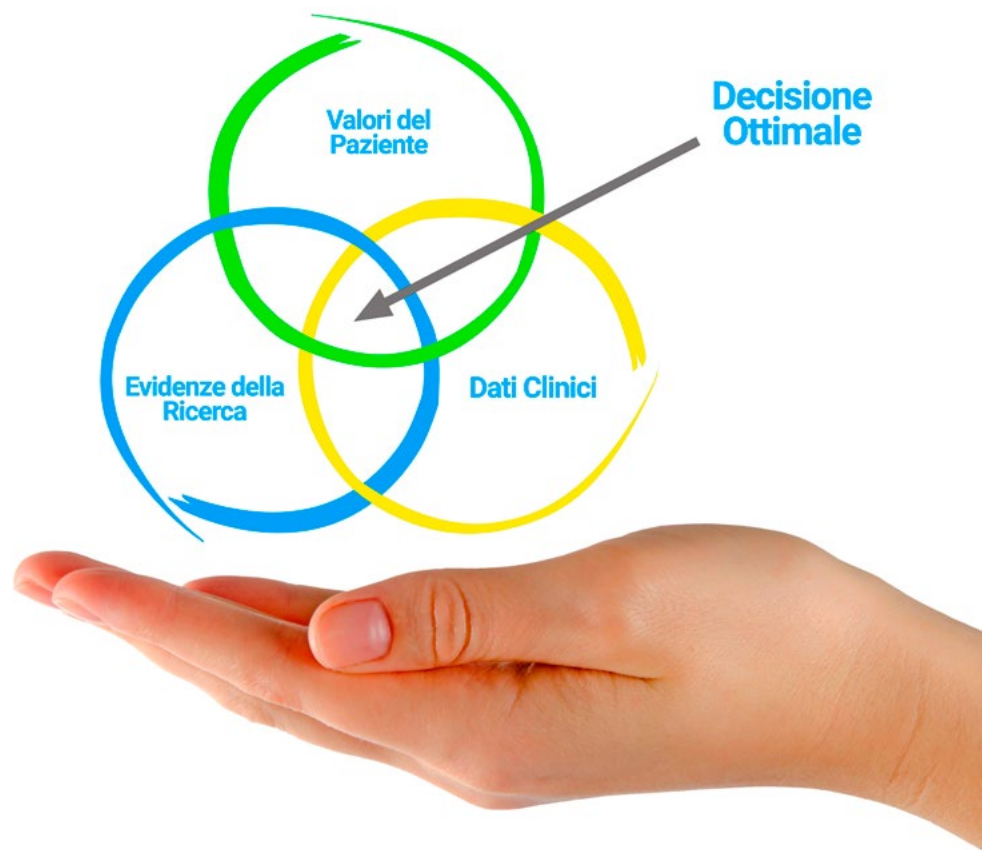 Valori del
Paziente
Decisione
Ottimale
Evidenze della
Ricerca
Dati Clinici